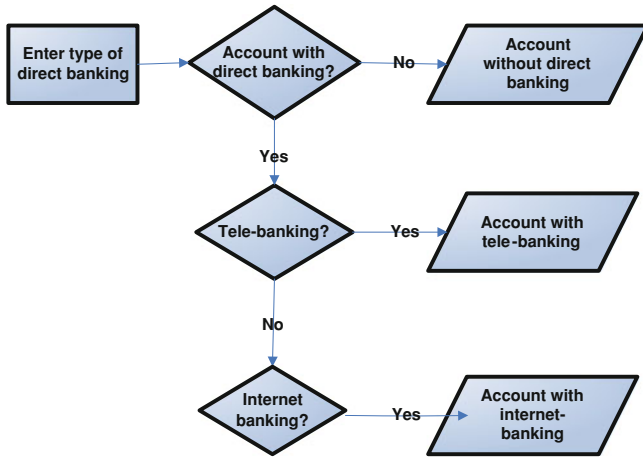 Enter type of
direct banking
Account with
direct banking?
No
Account
without direct
banking
Yes
Tele-banking?
Yes
Account with
tele-banking
No
Internet
banking?
Yes
Account with
internet-
banking